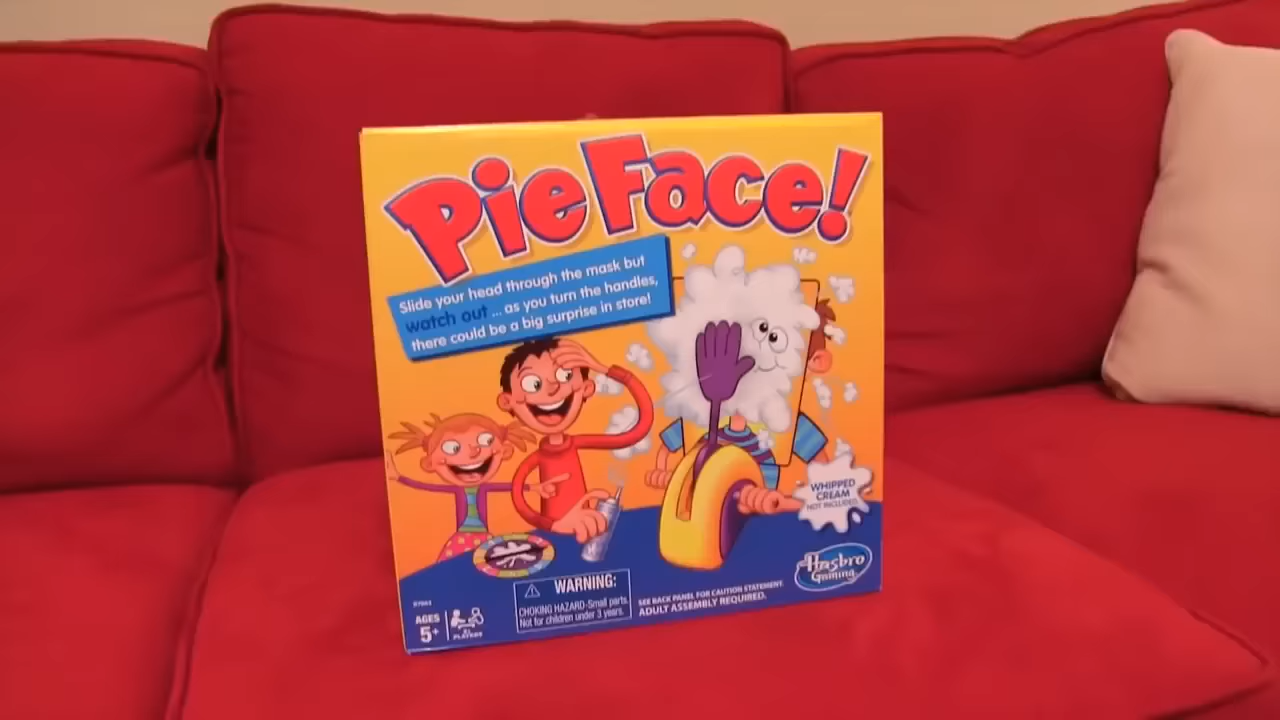 Pie Face!
Slide your head through the mask but
watch out ... as you turn the handles,
there could be a big surprise in store!
WHIPPED
CREAM
NOT INCLUDED.
Hasbro
Gaming
WARNING:
CHOKING HAZARD-Small parts.
Not for children under 3 years.
SEE BACK PANEL FOR CAUTION STATEMENT.
ADULT ASSEMBLY REQUIRED.
AGES
5+
PLAYERS